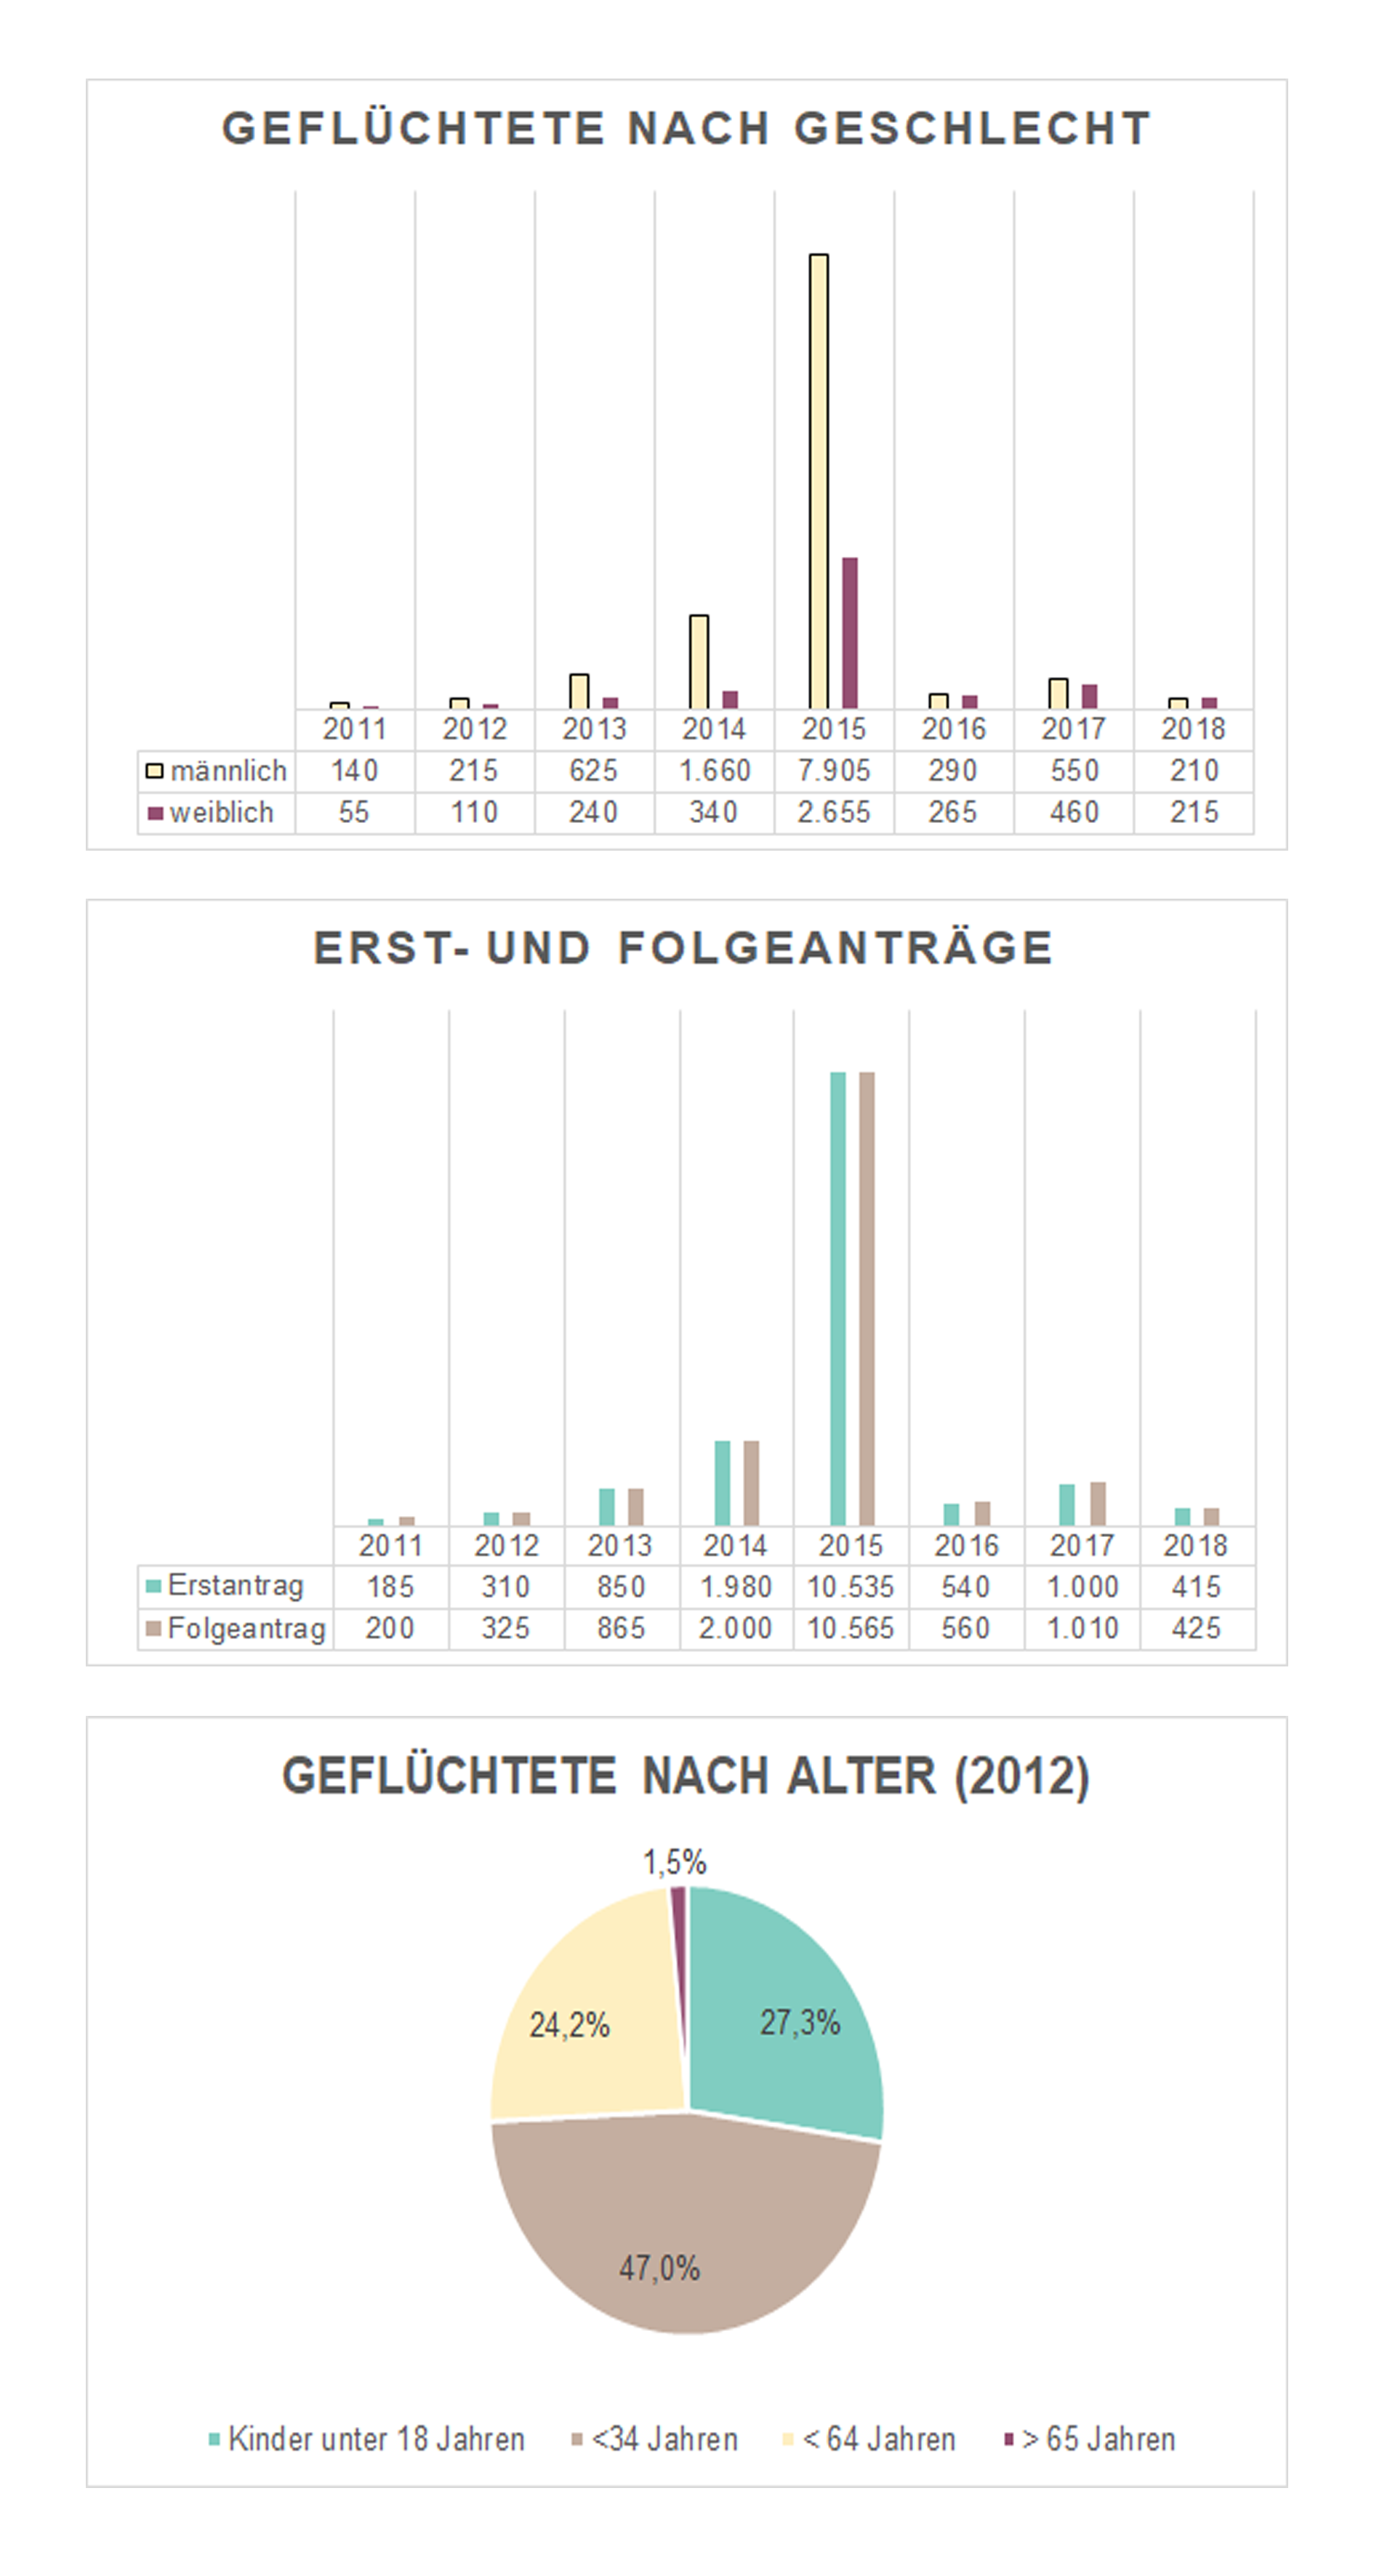 GEFLÜCHTETE NACH GESCHLECHT
2011 2012 2013 2014 2015 2016 2017 2018
männlich 140 215 625 1.660 7.905 290 550 210
weiblich 55 110 240 340 2.655 265 460 215
ERST- UND FOLGEANTRÄGE
2011 2012 2013 2014 2015 2016 2017 2018
Erstantrag 185 310 850 1.980 10.535 540 1.000 415
Folgeantrag 200 325 865 2.000 10.565 560 1.010 425
GEFLÜCHTETE NACH ALTER (2012)
1,5%
24,2% 27,3%
47,0%
Kinder unter 18 Jahren <34 Jahren < 64 Jahren > 65 Jahren